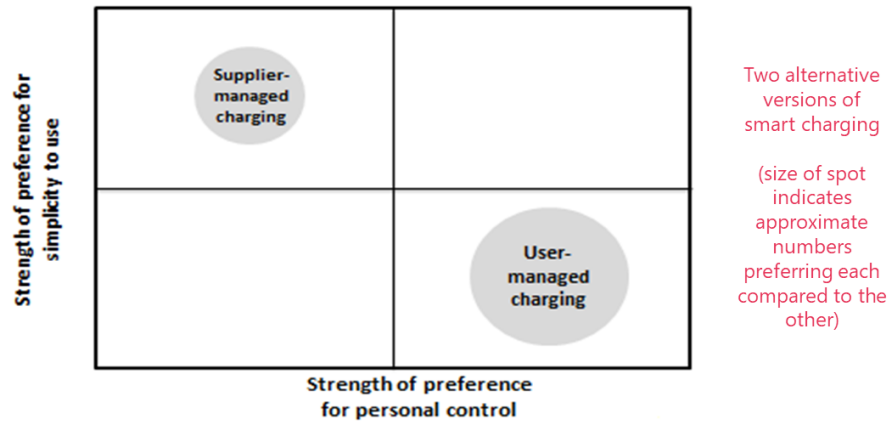 Strength of preference for
simplicity to use
Supplier-
managed
charging
User-
managed
charging
Strength of preference
for personal control
Two alternative
versions of
smart charging
(size of spot
indicates
approximate
numbers
preferring each
compared to the
other)